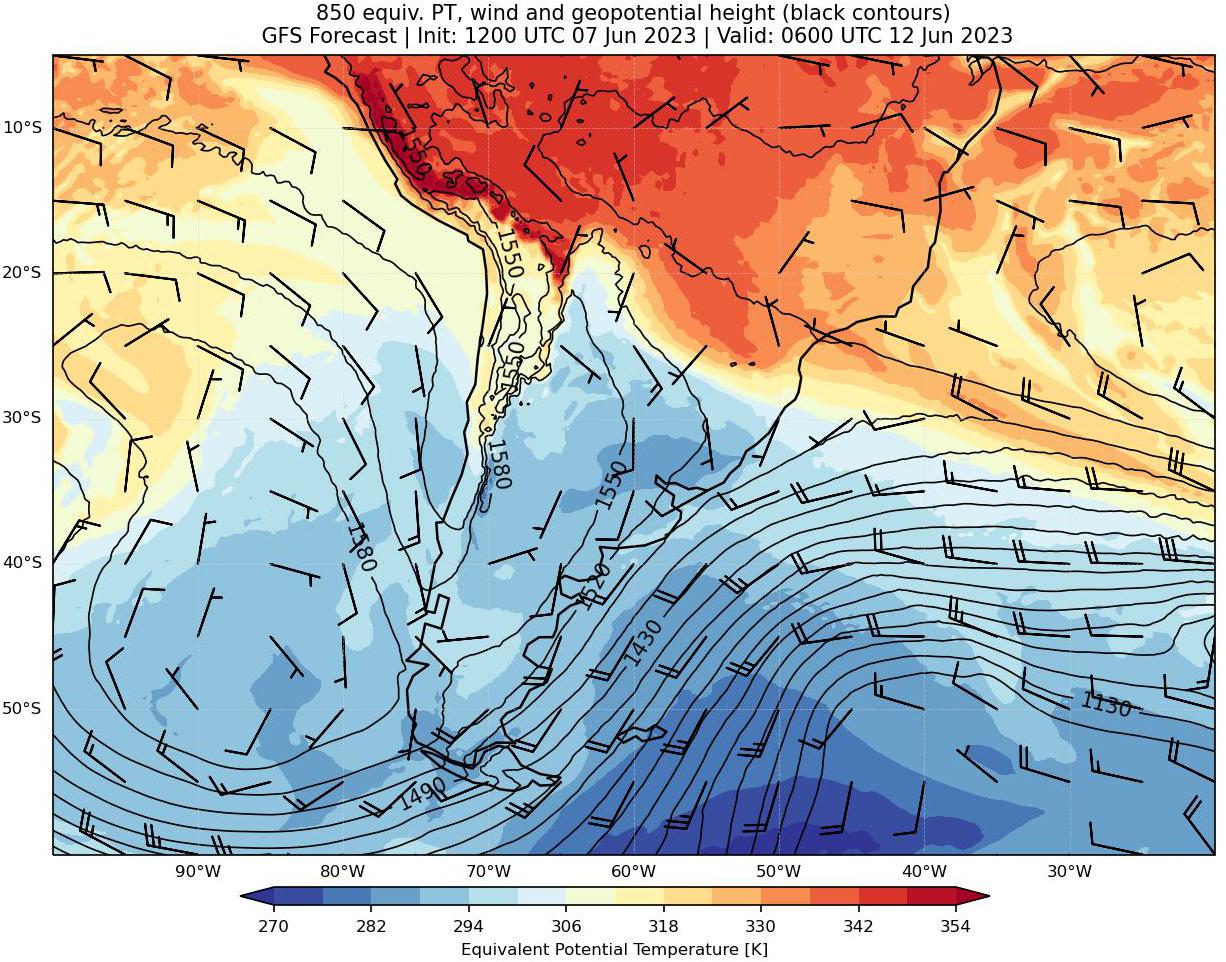 850 equiv. PT, wind and geopotential height (black contours)
GFS Forecast | Init: 1200 UTC 07 Jun 2023 | Valid: 0600 UTC 12 Jun 2023
10°S
1550
20°S
1550
1550
30°S
1580
1550
1580
40°S
1520
1430
50°S
1130
1490
90°W 80°W 70°W 60°W 50°W 40°W 30°W
270 282 294 306 318 330 342 354
Equivalent Potential Temperature [K]